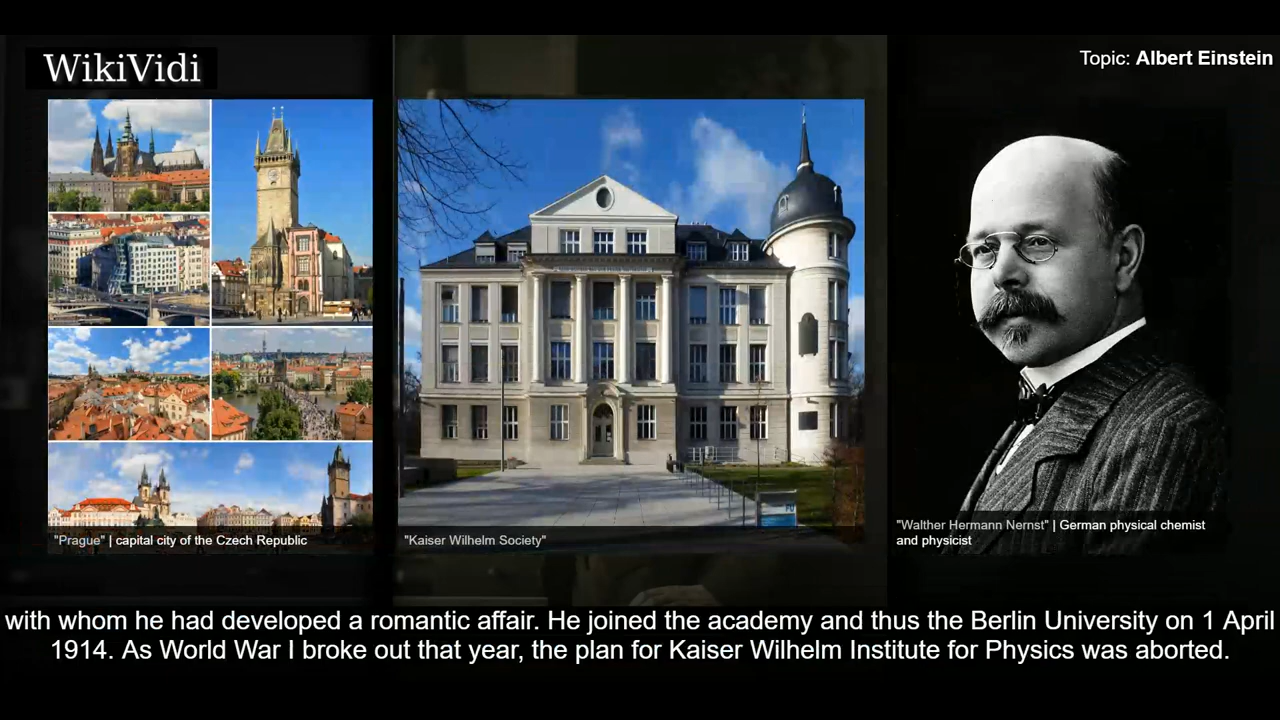 WikiVidi
Topic: Albert Einstein
"Prague" | capital city of the Czech Republic
"Kaiser Wilhelm Society"
"Walther Hermann Nernst" | German physical chemist
and physicist
with whom he had developed a romantic affair. He joined the academy and thus the Berlin University on 1 April
1914. As World War I broke out that year, the plan for Kaiser Wilhelm Institute for Physics was aborted.